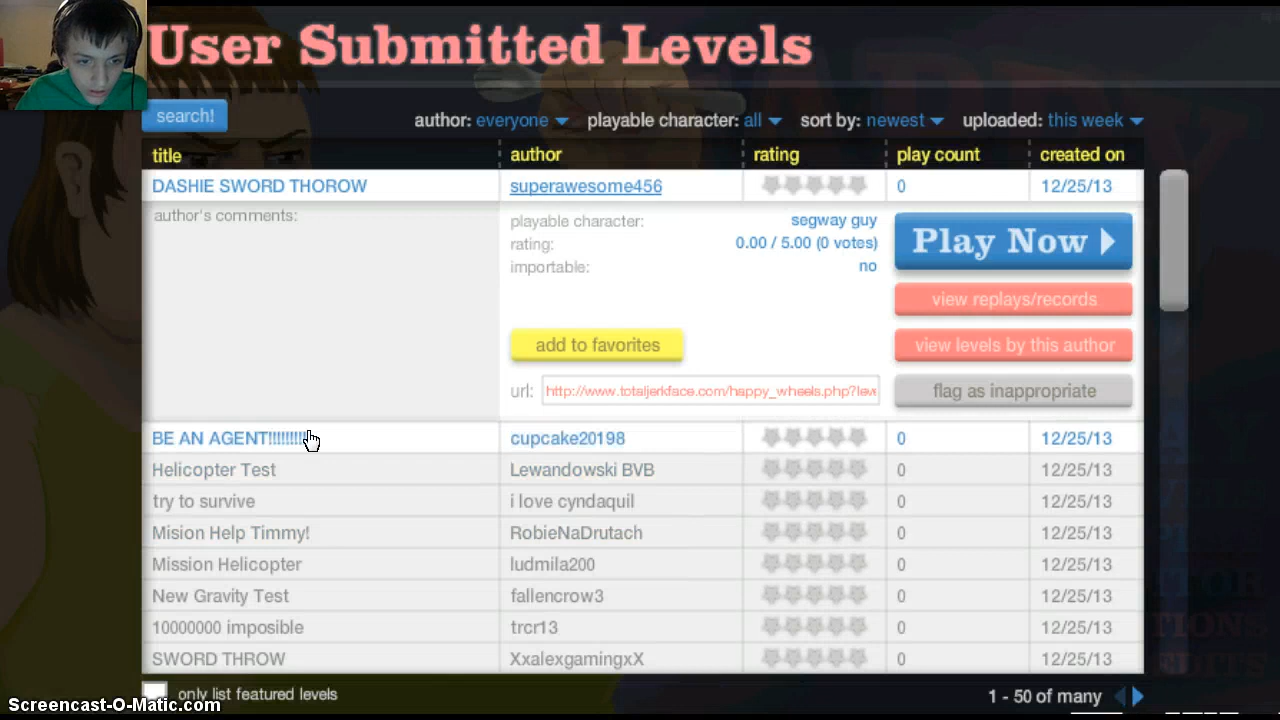 User Submitted Levels
search!
author: everyone playable character: all sort by: newest uploaded: this week
title author rating play count created on
DASHIE SWORD THOROW superawesome456 0 12/25/13
author's comments:
playable character: segway guy
rating: 0.00 / 5.00 (0 votes)
importable: no
Play Now
view replays/records
add to favorites
view levels by this author
url: http://www.totaljerkface.com/happy_wheels.php?leve
flag as inappropriate
BE AN AGENT!!!!!!!!! cupcake20198 0 12/25/13
Helicopter Test Lewandowski BVB 0 12/25/13
try to survive i love cyndaquil 0 12/25/13
Mision Help Timmy! RobieNaDrutach 0 12/25/13
Mission Helicopter ludmila200 0 12/25/13
New Gravity Test fallencrow3 0 12/25/13
10000000 imposible trcr13 0 12/25/13
SWORD THROW XxalexgamingxX 0 12/25/13
only list featured levels
1 - 50 of many
Screencast-O-Matic.com